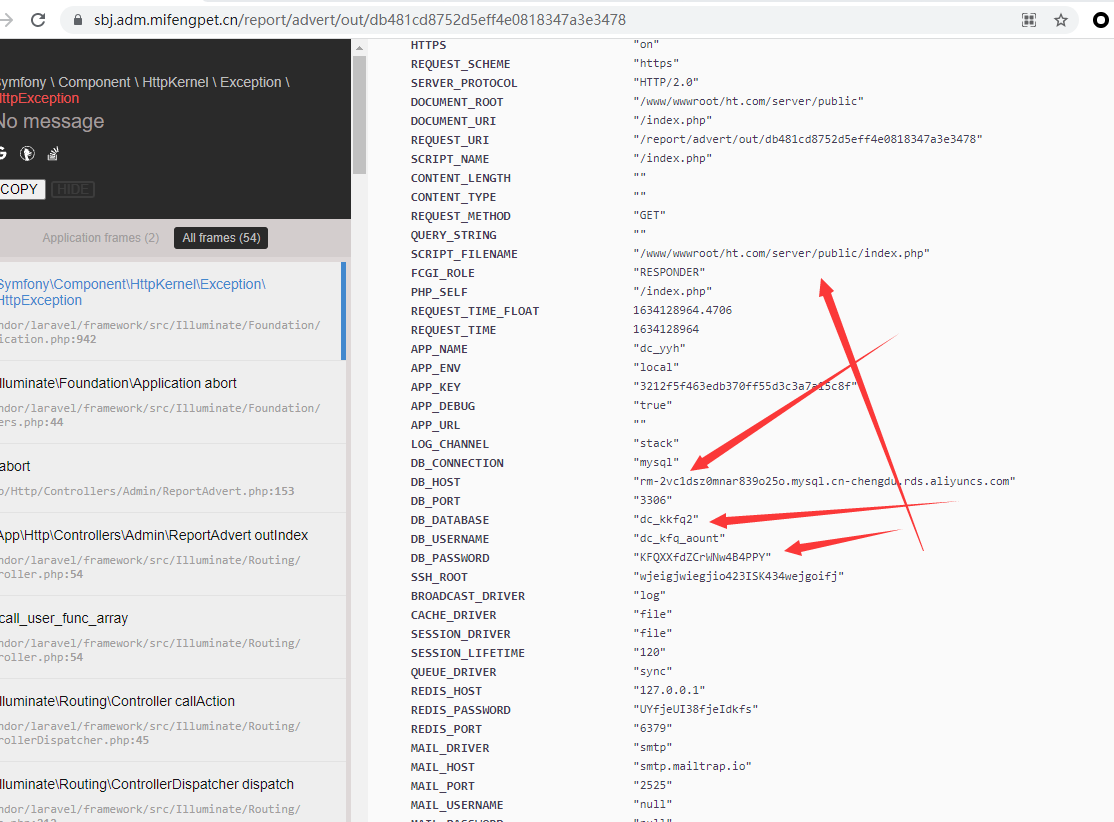 sbj.adm.mifengpet.cn/report/advert/out/db481cd8752d5eff4e0818347a3e3478
ymfony \ Component \ HttpKernel \ Exception \
HttpException
No message
COPY HIDE
Application frames (2) All frames (54)
Symfony\Component\HttpKernel\Exception\
HttpException
ndor/laravel/framework/src/Illuminate/Foundation/
ication.php:942
lluminate\Foundation\Application abort
ndor/laravel/framework/src/Illuminate/Foundation/
ers.php:44
abort
p/Http/Controllers/Admin/ReportAdvert.php:153
App\Http\Controllers\Admin\ReportAdvert outIndex
ndor/laravel/framework/src/Illuminate/Routing/
roller.php:54
call_user_func_array
ndor/laravel/framework/src/Illuminate/Routing/
roller.php:54
lluminate\Routing\Controller callAction
ndor/laravel/framework/src/Illuminate/Routing/
rollerDispatcher.php:45
lluminate\Routing\ControllerDispatcher dispatch
ndor/laravel/framework/src/Illuminate/Routing/
HTTPS "on"
REQUEST_SCHEME "https"
SERVER_PROTOCOL "HTTP/2.0"
DOCUMENT_ROOT "/www/wwwroot/ht.com/server/public"
DOCUMENT_URI "/index.php"
REQUEST_URI "/report/advert/out/db481cd8752d5eff4e0818347a3e3478"
SCRIPT_NAME "/index.php"
CONTENT_LENGTH ""
CONTENT_TYPE ""
REQUEST_METHOD "GET"
QUERY_STRING ""
SCRIPT_FILENAME "/www/wwwroot/ht.com/server/public/index.php"
FCGI_ROLE "RESPONDER"
PHP_SELF "/index.php"
REQUEST_TIME_FLOAT 1634128964.4706
REQUEST_TIME 1634128964
APP_NAME "dc_yyh"
APP_ENV "local"
APP_KEY
APP_DEBUG "true"
APP_URL ""
LOG_CHANNEL "stack"
DB_CONNECTION "mysql"
DB_HOST "rm-2vc1dsz0mnar839o25o.mysql.cn-chengdu.rds.aliyuncs.com"
DB_PORT "3306"
DB_DATABASE "dc_kkfq2"
DB_USERNAME "dc_kfq_aount"
DB_PASSWORD "KFQXXfdZCrWNw4B4PPY"
SSH_ROOT "wjeigjwiegjio423ISK434wejgoifj"
BROADCAST_DRIVER "log"
CACHE_DRIVER "file"
SESSION_DRIVER "file"
SESSION_LIFETIME "120"
QUEUE_DRIVER "sync"
REDIS_HOST "127.0.0.1"
REDIS_PASSWORD "UYfjeUI38fjeIdkfs"
REDIS_PORT "6379"
MAIL_DRIVER "smtp"
MAIL_HOST "smtp.mailtrap.io"
MAIL_PORT "2525"
MAIL_USERNAME "null"